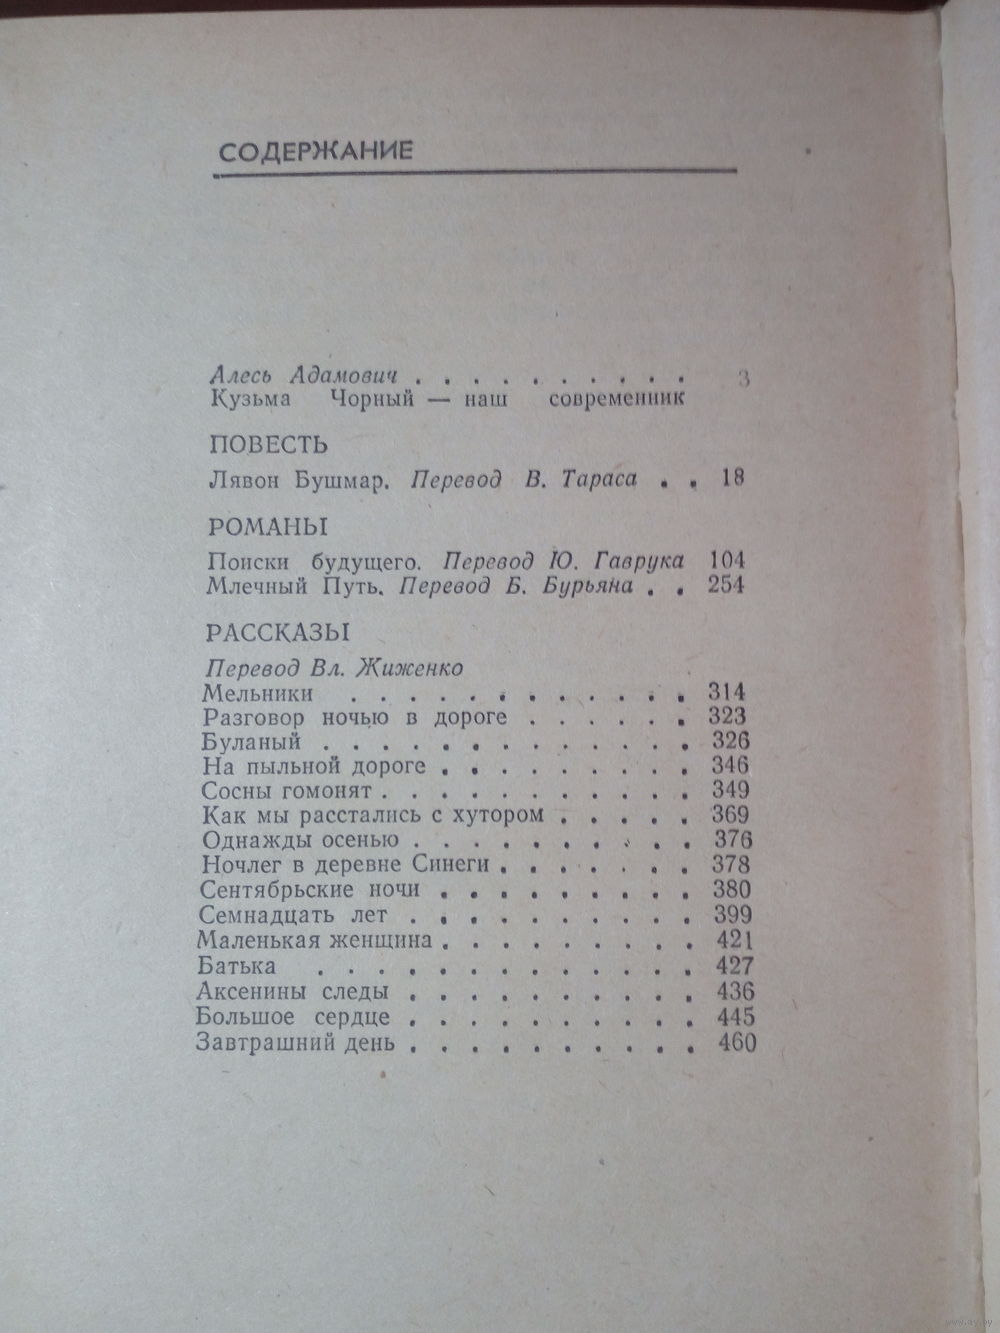 СОДЕРЖАНИЕ
Алесь Адамович . . . . . . . . . . 3
Кузьма Чорный — наш современник
ПОВЕСТЬ
Лявон Бушмар. Перевод В. Тараса . . 18
РОМАНЫ
Поиски будущего. Перевод Ю. Гаврука 104
Млечный Путь. Перевод Б. Бурьяна . . 254
РАССКАЗЫ
Перевод Вл. Жиженко
Мельники . . . . . . . . . . . . 314
Разговор ночью в дороге . . . . . . 323
Буланый . . . . . . . . . . . . . 326
На пыльной дороге . . . . . . . . . 346
Сосны гомонят . . . . . . . . . . . 349
Как мы расстались с хутором . . . . . 369
Однажды осенью . . . . . . . . . . 376
Ночлег в деревне Синеги . . . . . . . 378
Сентябрьские ночи . . . . . . . . . 380
Семнадцать лет . . . . . . . . . . 399
Маленькая женщина . . . . . . . . . 421
Батька . . . . . . . . . . . . . 427
Аксенины следы . . . . . . . . . . 436
Большое сердце . . . . . . . . . . 445
Завтрашний день . . . . . . . . . . 460
www.ay.by